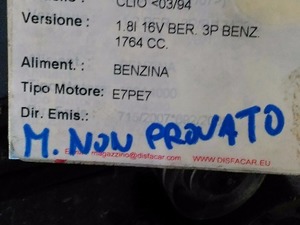 CLIO <03/94
Versione : 1.8I 16V BER. 3P BENZ
1764 CC.
Aliment. : BENZINA
Tipo Motore: E7PE7
Dir. Emis.:
M. NON PROVATO
magazzino@disfacar.eu WWW.DISFACAR.EU